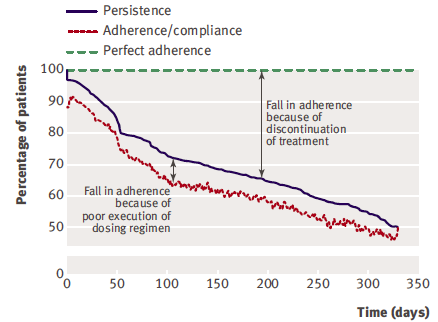 Persistence
Adherence/compliance
Perfect adherence
Percentage of patients
100
90
80
70
60
50
0
Fall in adherence
because of
discontinuation
of treatment
Fall in adherence
because of
poor execution of
dosing regimen
0 50 100 150 200 250 300 350
Time (days)